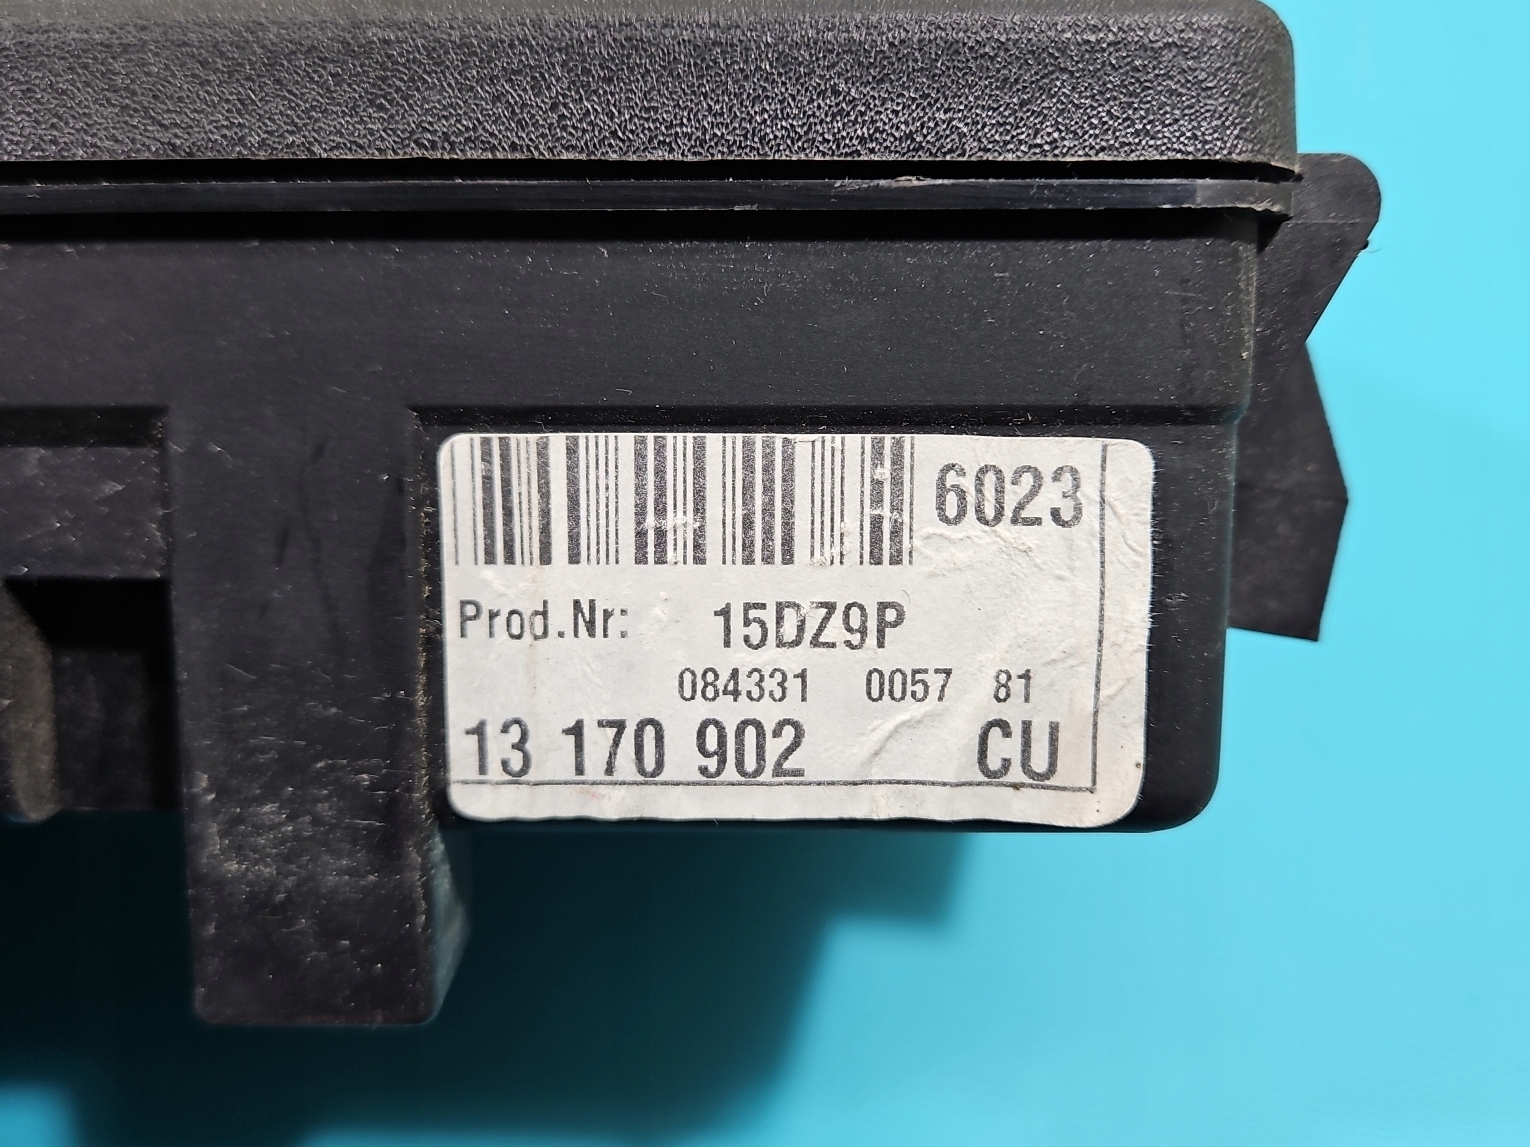 6023
Prod.Nr: 15DZ9P
084331 0057 81
13 170 902 CU